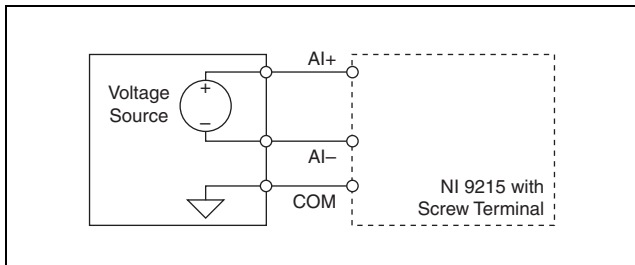 AI+
Voltage
Source
+
–
AI–
COM
NI 9215 with
Screw Terminal